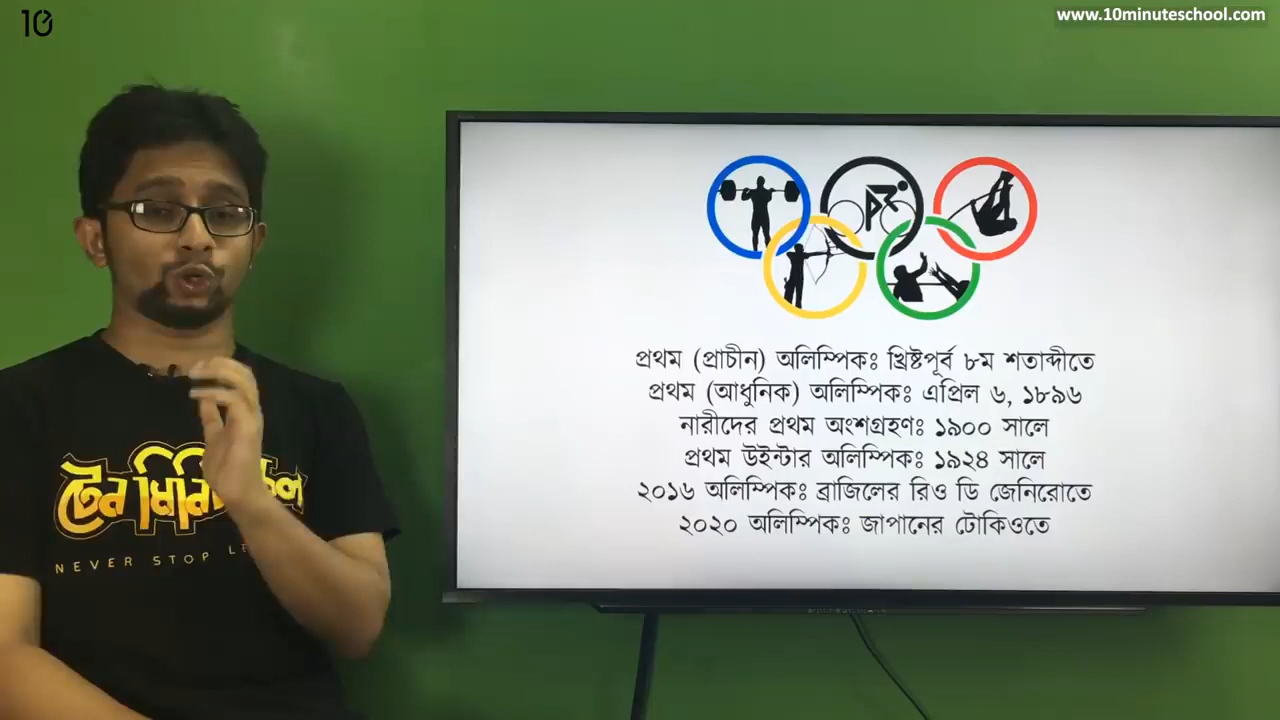 10
www.10minuteschool.com
প্রথম (প্রাচীন) অলিম্পিকঃ খ্রিষ্টপূর্ব ৮ম শতাব্দীতে
প্রথম (আধুনিক) অলিম্পিকঃ এপ্রিল ৬, ১৮৯৬
নারীদের প্রথম অংশগ্রহণঃ ১৯০০ সালে
প্রথম উইন্টার অলিম্পিকঃ ১৯২৪ সালে
২০১৬ অলিম্পিকঃ ব্রাজিলের রিও ডি জেনিরোতে
২০২০ অলিম্পিকঃ জাপানের টোকিওতে
টেন
NEVER STOP